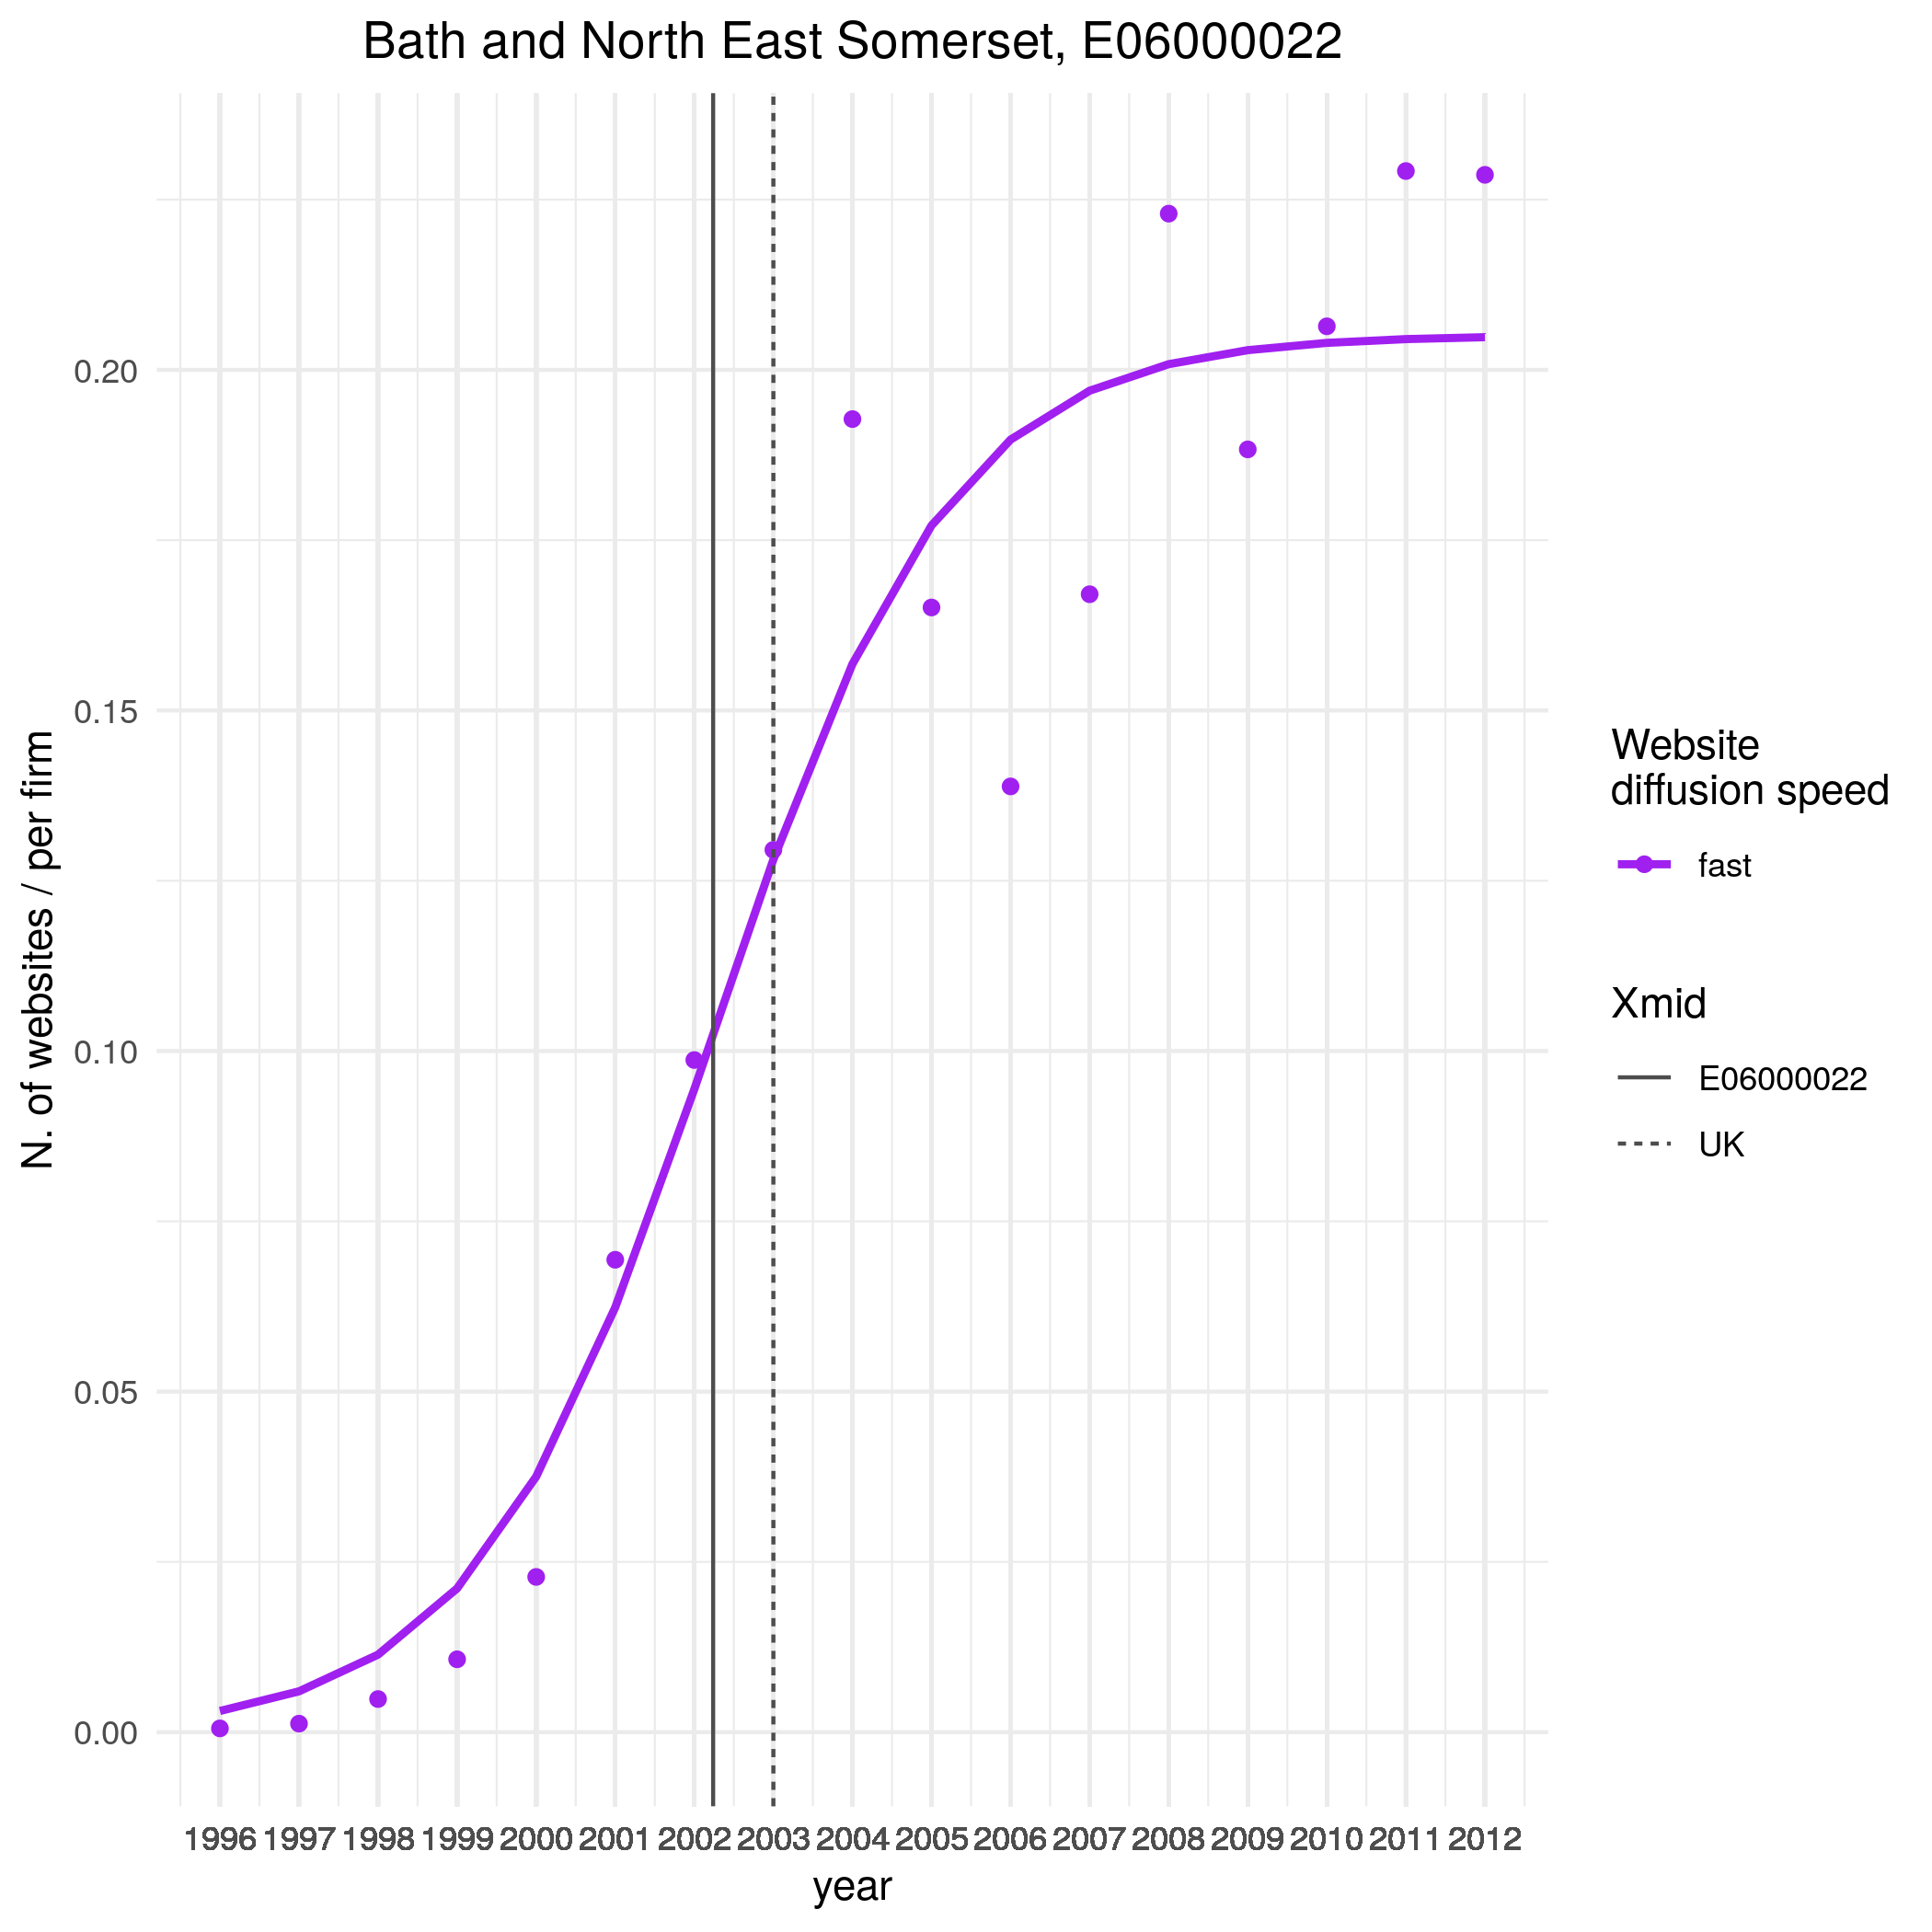 Bath and North East Somerset, E06000022
N. of websites / per firm
0.20
0.15
0.10
0.05
0.00
1996 1997 1998 1999 2000 2001 2002 2003 2004 2005 2006 2007 2008 2009 2010 2011 2012
year
Website
diffusion speed
fast
Xmid
E06000022
UK